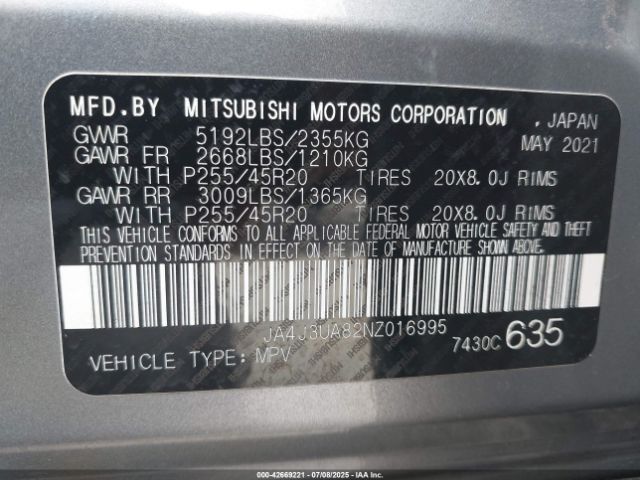 MFD.BY MITSUBISHI MOTORS CORPORATION , JAPAN
GVWR 5192LBS/2355KG MAY 2021
GAWR FR 2668LBS/1210KG
WITH P255/45R20 TIRES 20X8.0J RIMS
GAWR RR 3009LBS/1365KG
WITH P255/45R20 TIRES 20X8.0J RIMS
THIS VEHICLE CONFORMS TO ALL APPLICABLE FEDERAL MOTOR VEHICLE SAFETY AND THEFT
PREVENTION STANDARDS IN EFFECT ON THE DATE OF MANUFACTURE SHOWN ABOVE.
JA4J3UA82NZ016995
7430C 635
VEHICLE TYPE: MPV
000-42669221 - 07/08/2025 - IAAI.COM